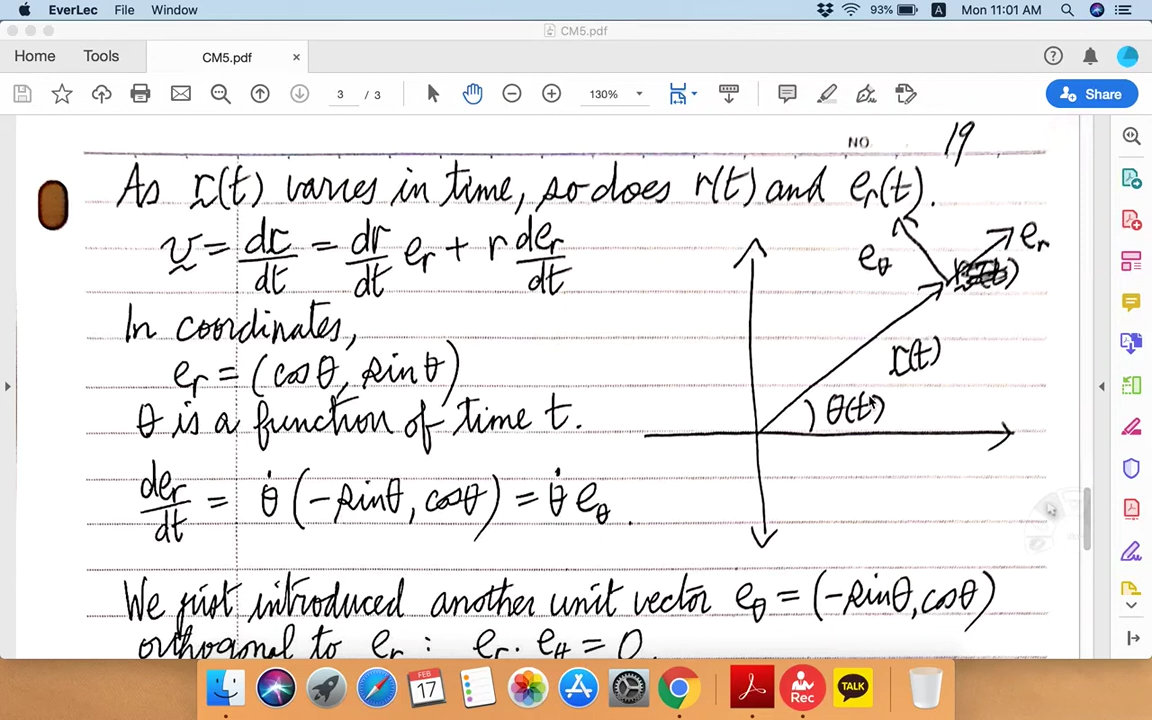 EverLec File Window 93% A Mon 11:01 AM
CM5.pdf
Home Tools CM5.pdf ×
3 / 3 130% Share
NO. 19
As r(t) varies in time, so does r(t) and er(t).
v = dr/dt = dr/dt er + r der/dt
er
eθ
In coordinates,
er = (cosθ, sinθ)
r(t)
θ is a function of time t.
θ(t)
der/dt = θ̇ (-sinθ, cosθ) = θ̇ eθ .
We just introduced another unit vector eθ = (-sinθ, cosθ)
orthogonal to er : er · eθ = 0.
FEB
17
Rec
TALK